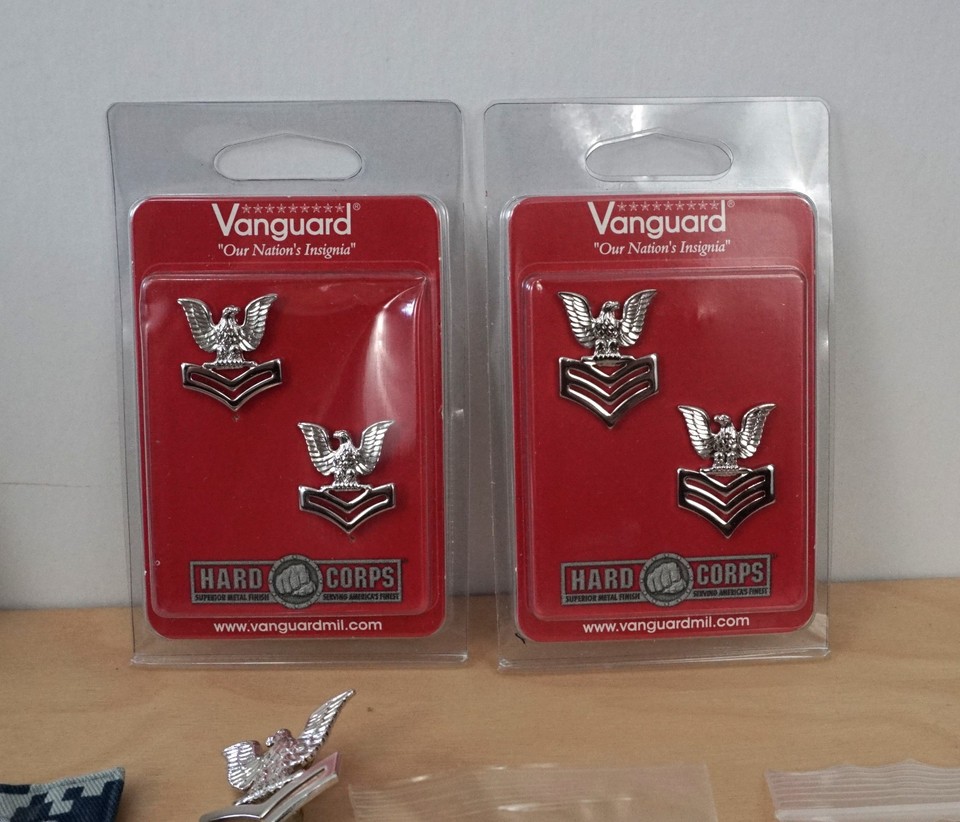 Vanguard®
"Our Nation's Insignia"
HARD CORPS
SUPERIOR METAL FINISH SERVING AMERICA'S FINEST
www.vanguardmil.com
Vanguard®
"Our Nation's Insignia"
HARD CORPS
SUPERIOR METAL FINISH SERVING AMERICA'S FINEST
www.vanguardmil.com